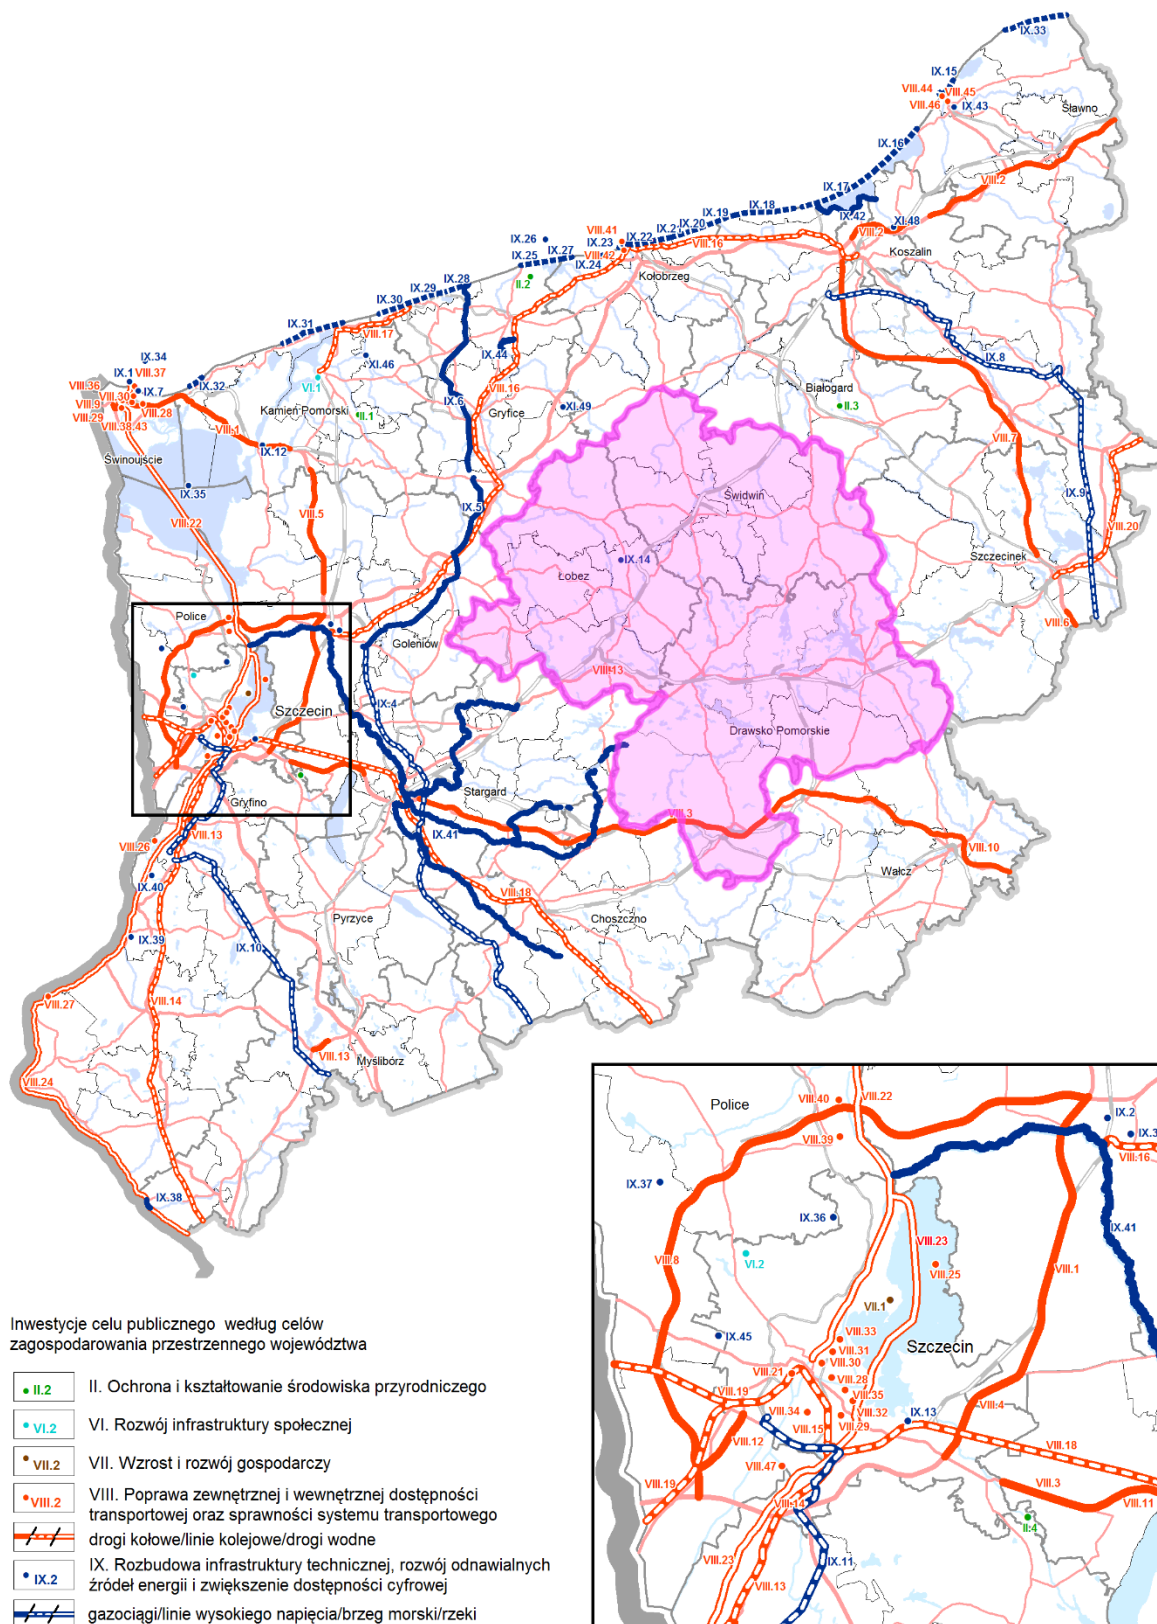 IX.33
IX.15
VIII.44
VIII.45
VIII.46
IX.43
Sławno
IX.16
VIII.2
IX.17
IX.18
IX.19
IX.20
IX.42
XI.48
VIII.2
Koszalin
IX.26
VIII.41
IX.23
IX.22
IX.25
IX.27
VIII.42
VIII.16
IX.24
Kołobrzeg
II.2
IX.28
IX.29
IX.30
IX.31
VIII.17
IX.44
IX.8
IX.34
XI.46
IX.1
VIII.37
VIII.36
IX.7
IX.32
VI.1
VIII.30
VIII.9
VIII.28
VIII.29
VIII.38.43
Kamień Pomorski
II.1
IX.6
VIII.16
Gryfice
XI.49
Białogard
II.3
VIII.1
IX.12
VIII.7
Świnoujście
IX.35
VIII.5
IX.5
Świdwin
IX.9
VIII.22
VIII.20
IX.14
Łobez
Szczecinek
Police
Goleniów
VIII.6
VIII.13
IX.4
Szczecin
Drawsko Pomorskie
Stargard
Gryfino
VIII.3
IX.41
VIII.13
VIII.26
VIII.10
Wałcz
IX.40
VIII.18
Choszczno
Pyrzyce
IX.39
IX.10
VIII.27
VIII.14
VIII.13
Myślibórz
VIII.24
IX.38
Police
VIII.40
VIII.22
IX.2
VIII.39
IX.3
VIII.16
IX.37
IX.36
IX.41
VIII.23
VI.2
VIII.8
VIII.25
VIII.1
VII.1
IX.45
VIII.33
VIII.31
Szczecin
VIII.30
VIII.21
VIII.28
VIII.19
VIII.35
VIII.34
VIII.32
IX.13
VIII.4
VIII.15
VIII.29
VIII.12
VIII.18
VIII.47
VIII.19
VIII.3
VIII.14
VIII.11
II.4
VIII.23
IX.11
VIII.13
Inwestycje celu publicznego według celów
zagospodarowania przestrzennego województwa
II.2 II. Ochrona i kształtowanie środowiska przyrodniczego
VI.2 VI. Rozwój infrastruktury społecznej
VII.2 VII. Wzrost i rozwój gospodarczy
VIII.2 VIII. Poprawa zewnętrznej i wewnętrznej dostępności
transportowej oraz sprawności systemu transportowego
drogi kołowe/linie kolejowe/drogi wodne
IX.2 IX. Rozbudowa infrastruktury technicznej, rozwój odnawialnych
źródeł energii i zwiększenie dostępności cyfrowej
gazociągi/linie wysokiego napięcia/brzeg morski/rzeki